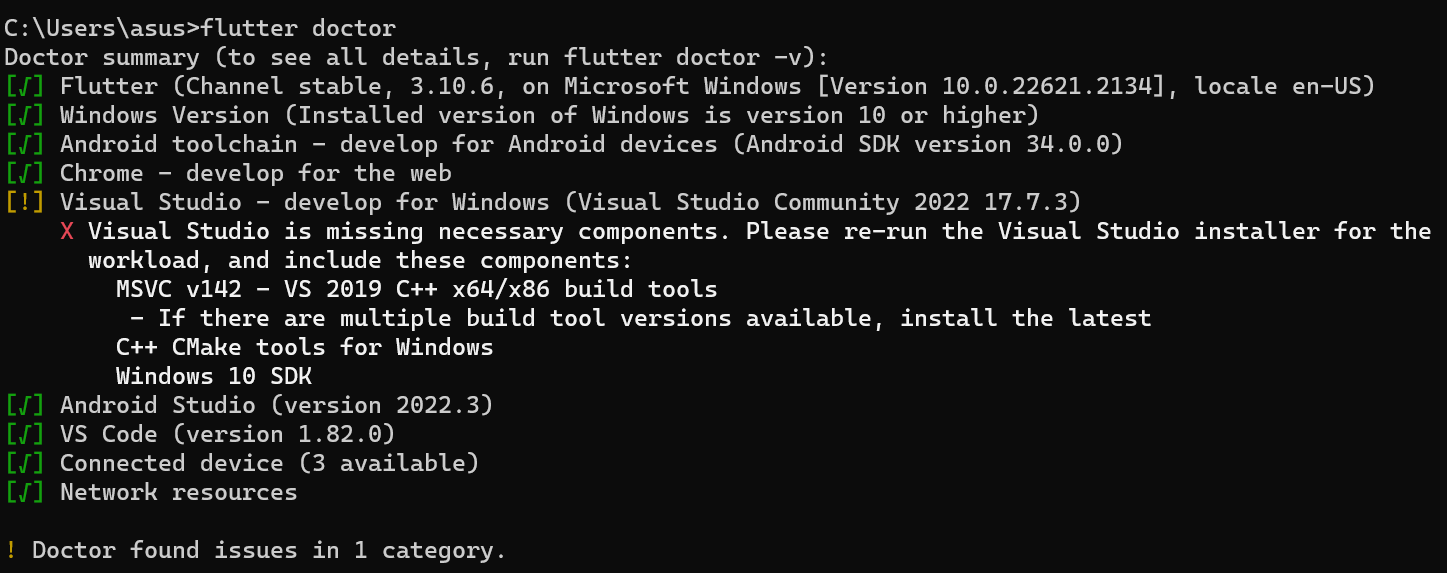 C:\Users\asus>flutter doctor
Doctor summary (to see all details, run flutter doctor -v):
[√] Flutter (Channel stable, 3.10.6, on Microsoft Windows [Version 10.0.22621.2134], locale en-US)
[√] Windows Version (Installed version of Windows is version 10 or higher)
[√] Android toolchain - develop for Android devices (Android SDK version 34.0.0)
[√] Chrome - develop for the web
[!] Visual Studio - develop for Windows (Visual Studio Community 2022 17.7.3)
    X Visual Studio is missing necessary components. Please re-run the Visual Studio installer for the
      workload, and include these components:
        MSVC v142 - VS 2019 C++ x64/x86 build tools
         - If there are multiple build tool versions available, install the latest
        C++ CMake tools for Windows
        Windows 10 SDK
[√] Android Studio (version 2022.3)
[√] VS Code (version 1.82.0)
[√] Connected device (3 available)
[√] Network resources
! Doctor found issues in 1 category.